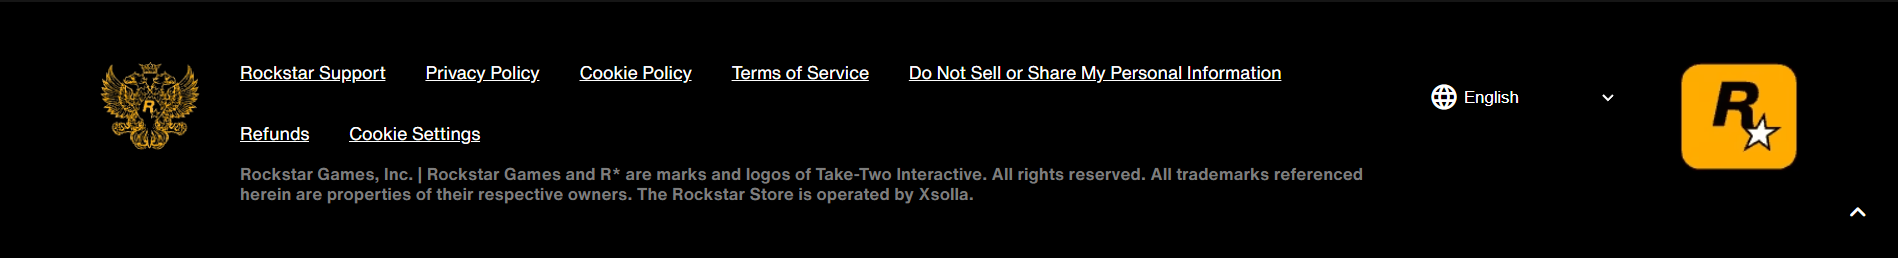 Rockstar Support Privacy Policy Cookie Policy Terms of Service Do Not Sell or Share My Personal Information
English
R
R
Refunds Cookie Settings
Rockstar Games, Inc. | Rockstar Games and R* are marks and logos of Take-Two Interactive. All rights reserved. All trademarks referenced
herein are properties of their respective owners. The Rockstar Store is operated by Xsolla.